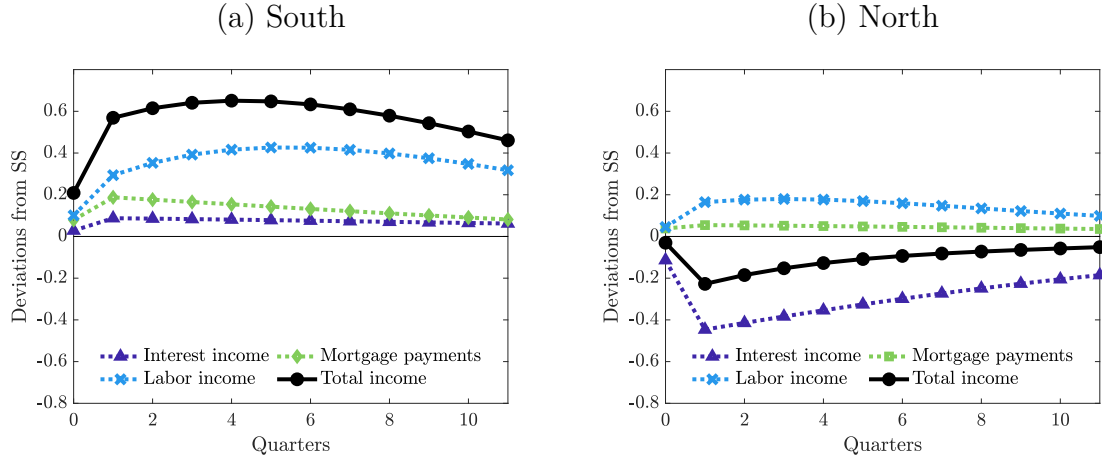 (a) South
(b) North
Deviations from SS
0.6
0.4
0.2
0
-0.2
-0.4
-0.6
-0.8
Interest income
Mortgage payments
Labor income
Total income
0 2 4 6 8 10
Quarters
Deviations from SS
0.6
0.4
0.2
0
-0.2
-0.4
-0.6
-0.8
Interest income
Mortgage payments
Labor income
Total income
0 2 4 6 8 10
Quarters